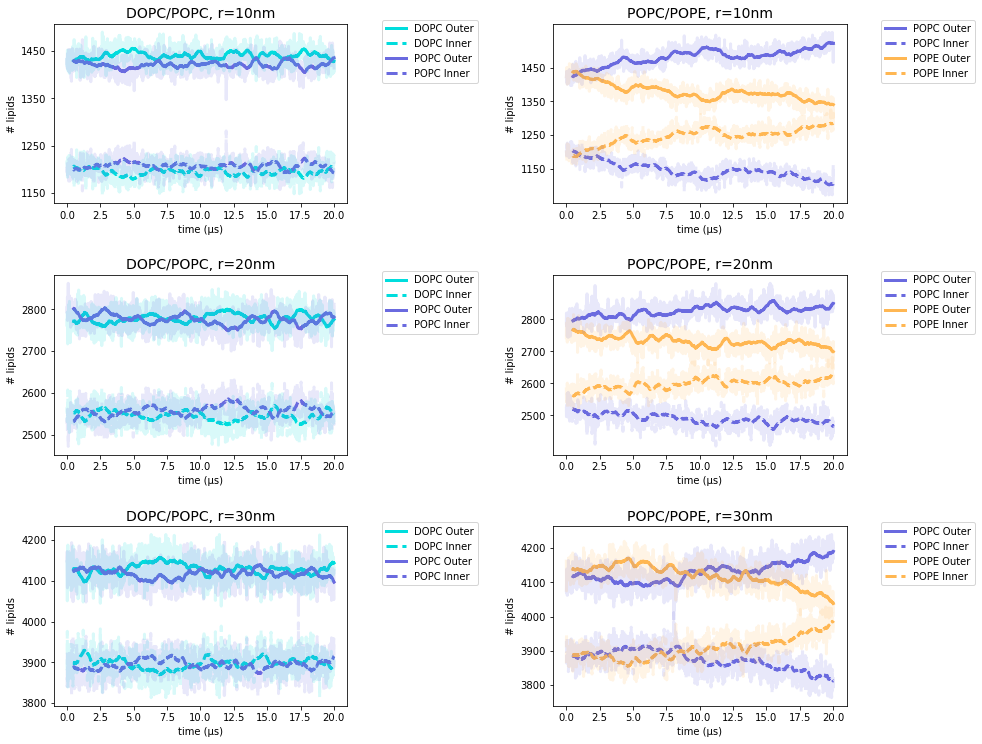 DOPC/POPC, r=10nm
# lipids
1450
1350
1250
1150
0.0 2.5 5.0 7.5 10.0 12.5 15.0 17.5 20.0
time (μs)
DOPC Outer
DOPC Inner
POPC Outer
POPC Inner
POPC/POPE, r=10nm
# lipids
1450
1350
1250
1150
0.0 2.5 5.0 7.5 10.0 12.5 15.0 17.5 20.0
time (μs)
POPC Outer
POPC Inner
POPE Outer
POPE Inner
DOPC/POPC, r=20nm
# lipids
2800
2700
2600
2500
0.0 2.5 5.0 7.5 10.0 12.5 15.0 17.5 20.0
time (μs)
DOPC Outer
DOPC Inner
POPC Outer
POPC Inner
POPC/POPE, r=20nm
# lipids
2800
2700
2600
2500
0.0 2.5 5.0 7.5 10.0 12.5 15.0 17.5 20.0
time (μs)
POPC Outer
POPC Inner
POPE Outer
POPE Inner
DOPC/POPC, r=30nm
# lipids
4200
4100
4000
3900
3800
0.0 2.5 5.0 7.5 10.0 12.5 15.0 17.5 20.0
time (μs)
DOPC Outer
DOPC Inner
POPC Outer
POPC Inner
POPC/POPE, r=30nm
# lipids
4200
4100
4000
3900
3800
0.0 2.5 5.0 7.5 10.0 12.5 15.0 17.5 20.0
time (μs)
POPC Outer
POPC Inner
POPE Outer
POPE Inner